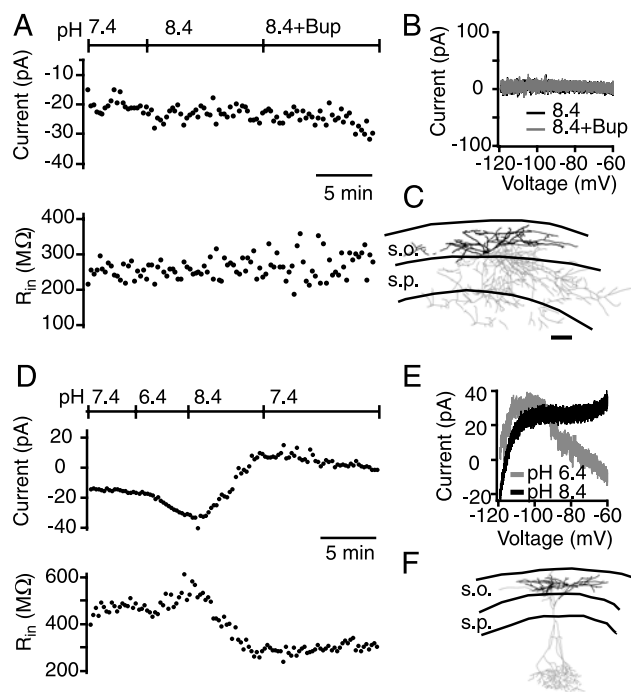 A
pH 7.4 8.4 8.4+Bup
Current (pA)
-10
-20
-30
-40
5 min
R_in (MΩ)
400
300
200
100
B
Current (pA)
100
0
-100
8.4
8.4+Bup
-120 -100 -80 -60
Voltage (mV)
C
s.o.
s.p.
D
pH 7.4 6.4 8.4 7.4
Current (pA)
20
0
-20
-40
5 min
R_in (MΩ)
600
400
200
E
Current (pA)
40
20
0
-20
pH 6.4
pH 8.4
-120 -100 -80 -60
Voltage (mV)
F
s.o.
s.p.